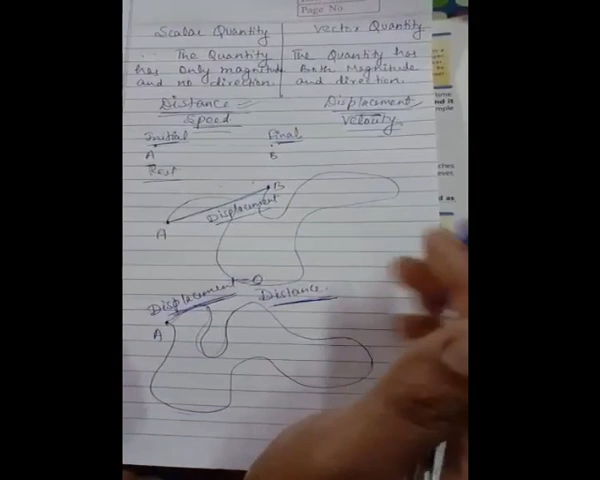 Page No.
Scalar Quantity
Vector Quantity
The Quantity
has only magnitude
and no direction.
The Quantity has
Both Magnitude
and direction.
Distance
Speed
Displacement
Velocity
Initial
Final
A
B
Rest
B
Displacement
A
Displacement - 0
Distance
A